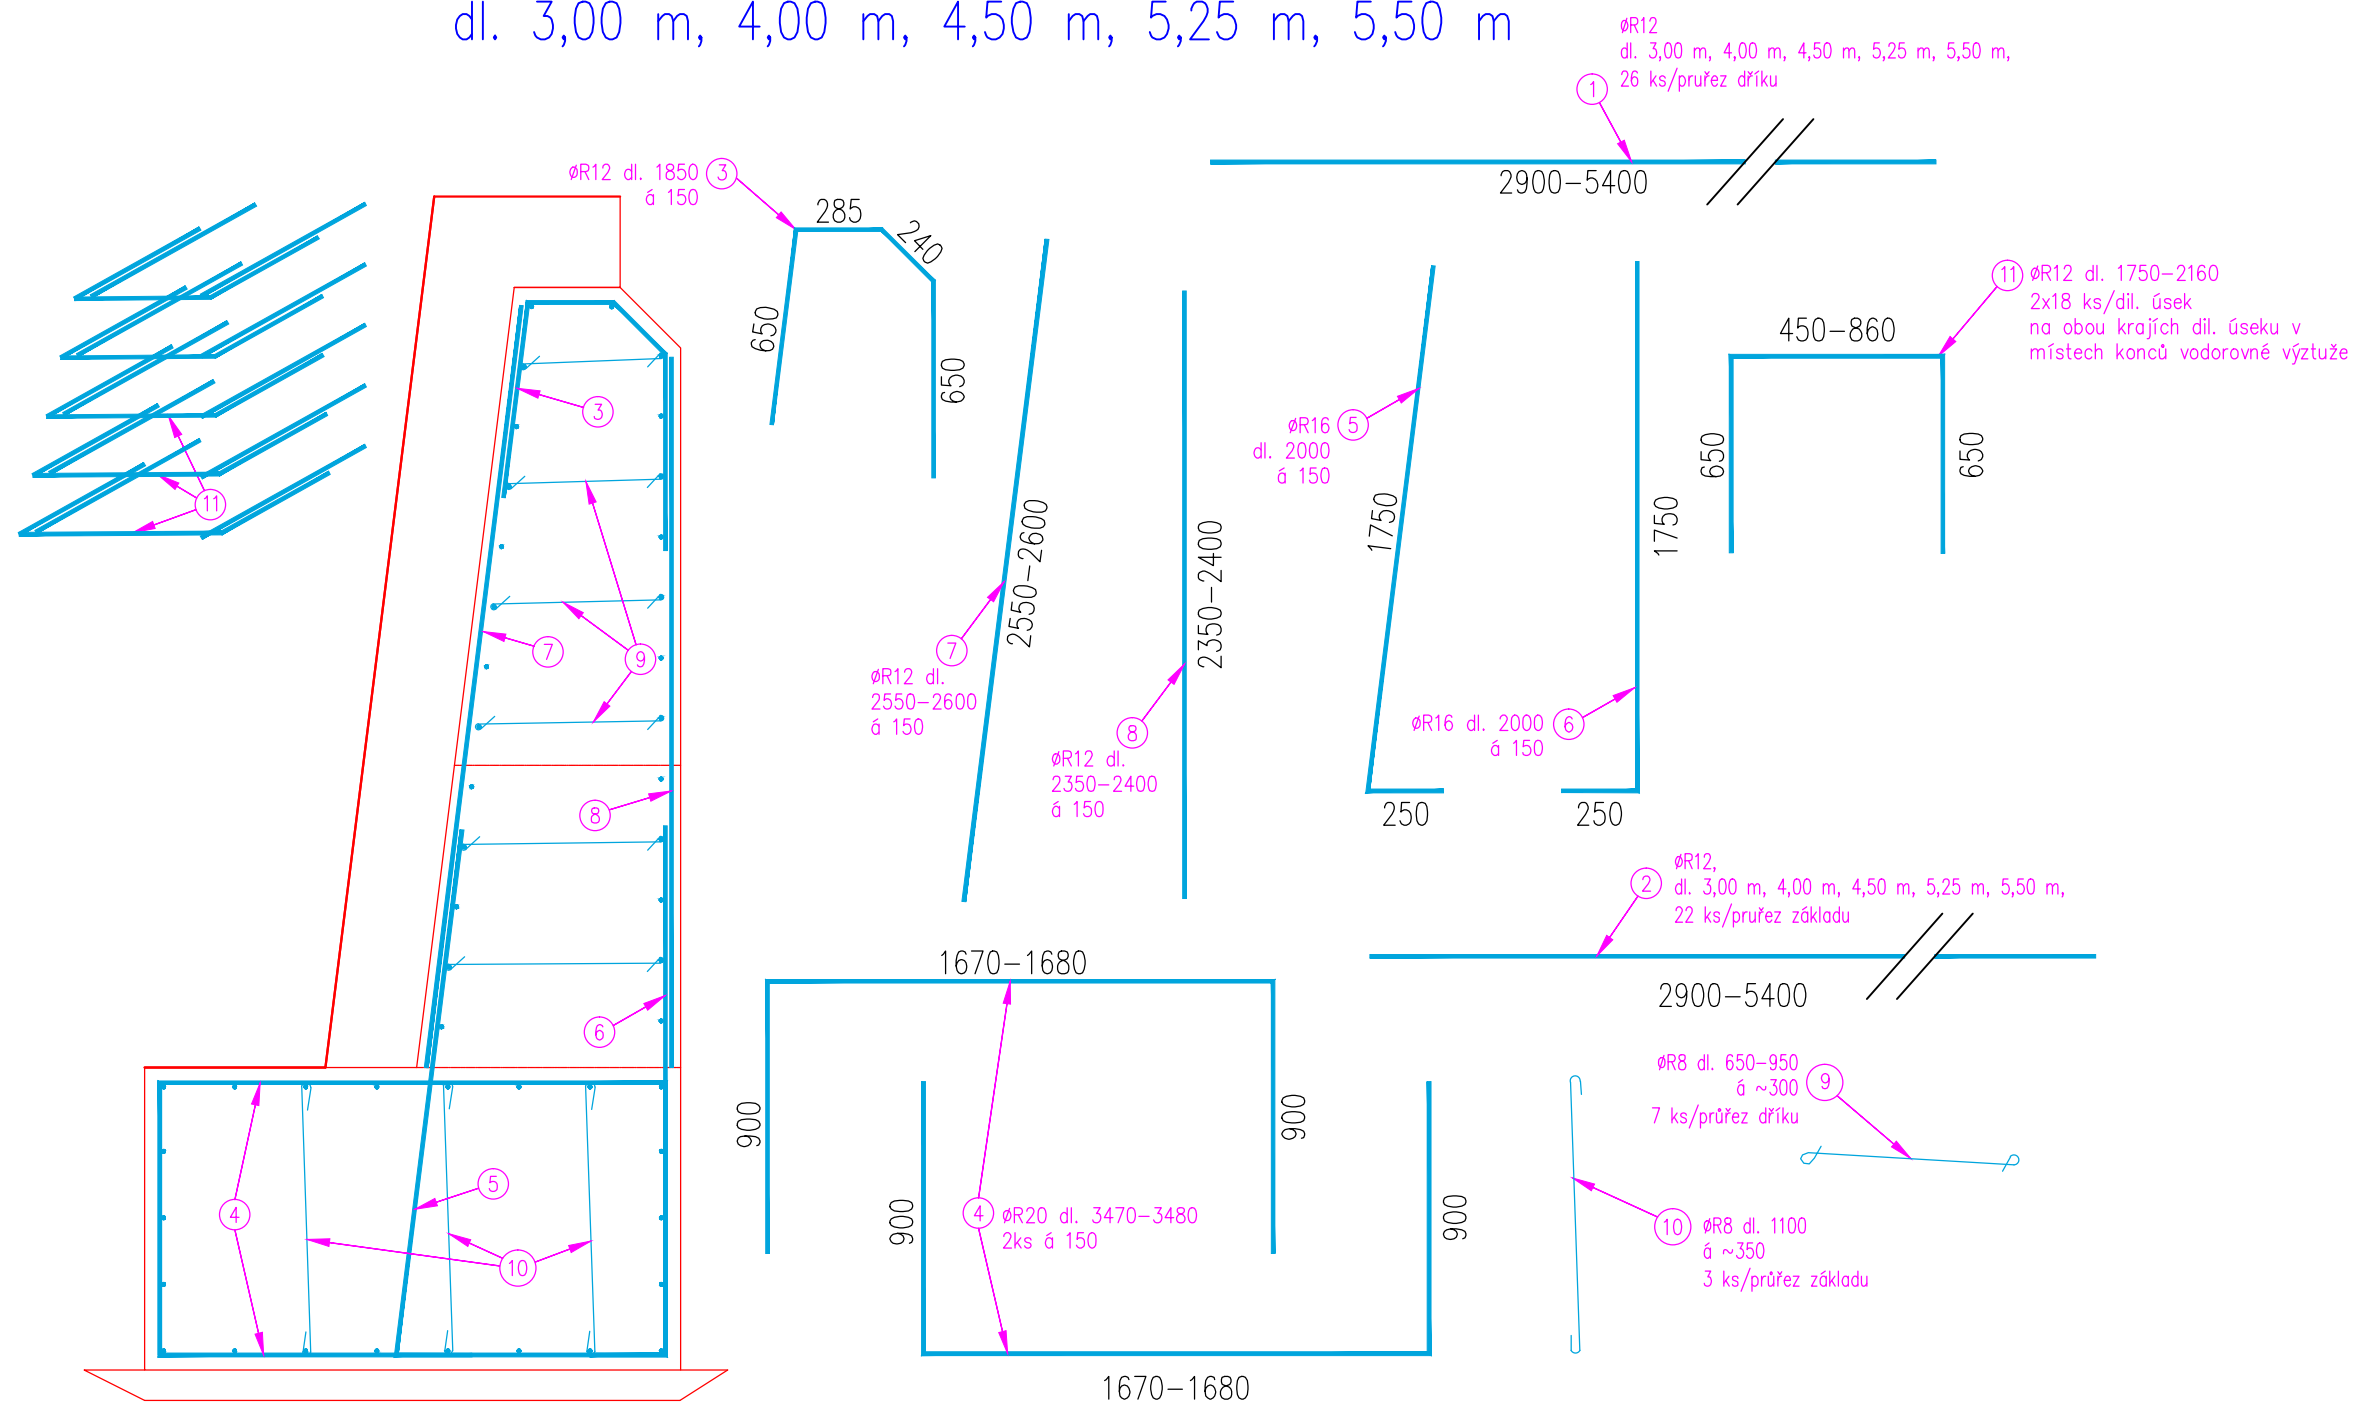 dl. 3,00 m, 4,00 m, 4,50 m, 5,25 m, 5,50 m
øR12
dl. 3,00 m, 4,00 m, 4,50 m, 5,25 m, 5,50 m,
26 ks/pruřez dříku
1
2900-5400
øR12 dl. 1850
á 150
3
285
240
650
650
11
øR12 dl. 1750-2160
2x18 ks/dil. úsek
na obou krajích dil. úseku v
místech konců vodorovné výztuže
450-860
650
650
øR16
dl. 2000
á 150
5
1750
250
1750
250
øR16 dl. 2000
á 150
6
2550-2600
7
øR12 dl.
2550-2600
á 150
2350-2400
8
øR12 dl.
2350-2400
á 150
3
11
7
9
8
6
5
4
10
2
øR12,
dl. 3,00 m, 4,00 m, 4,50 m, 5,25 m, 5,50 m,
22 ks/pruřez základu
2900-5400
1670-1680
900
900
900
900
4
øR20 dl. 3470-3480
2ks á 150
1670-1680
øR8 dl. 650-950
á ~300
7 ks/průřez dříku
9
10
øR8 dl. 1100
á ~350
3 ks/průřez základu